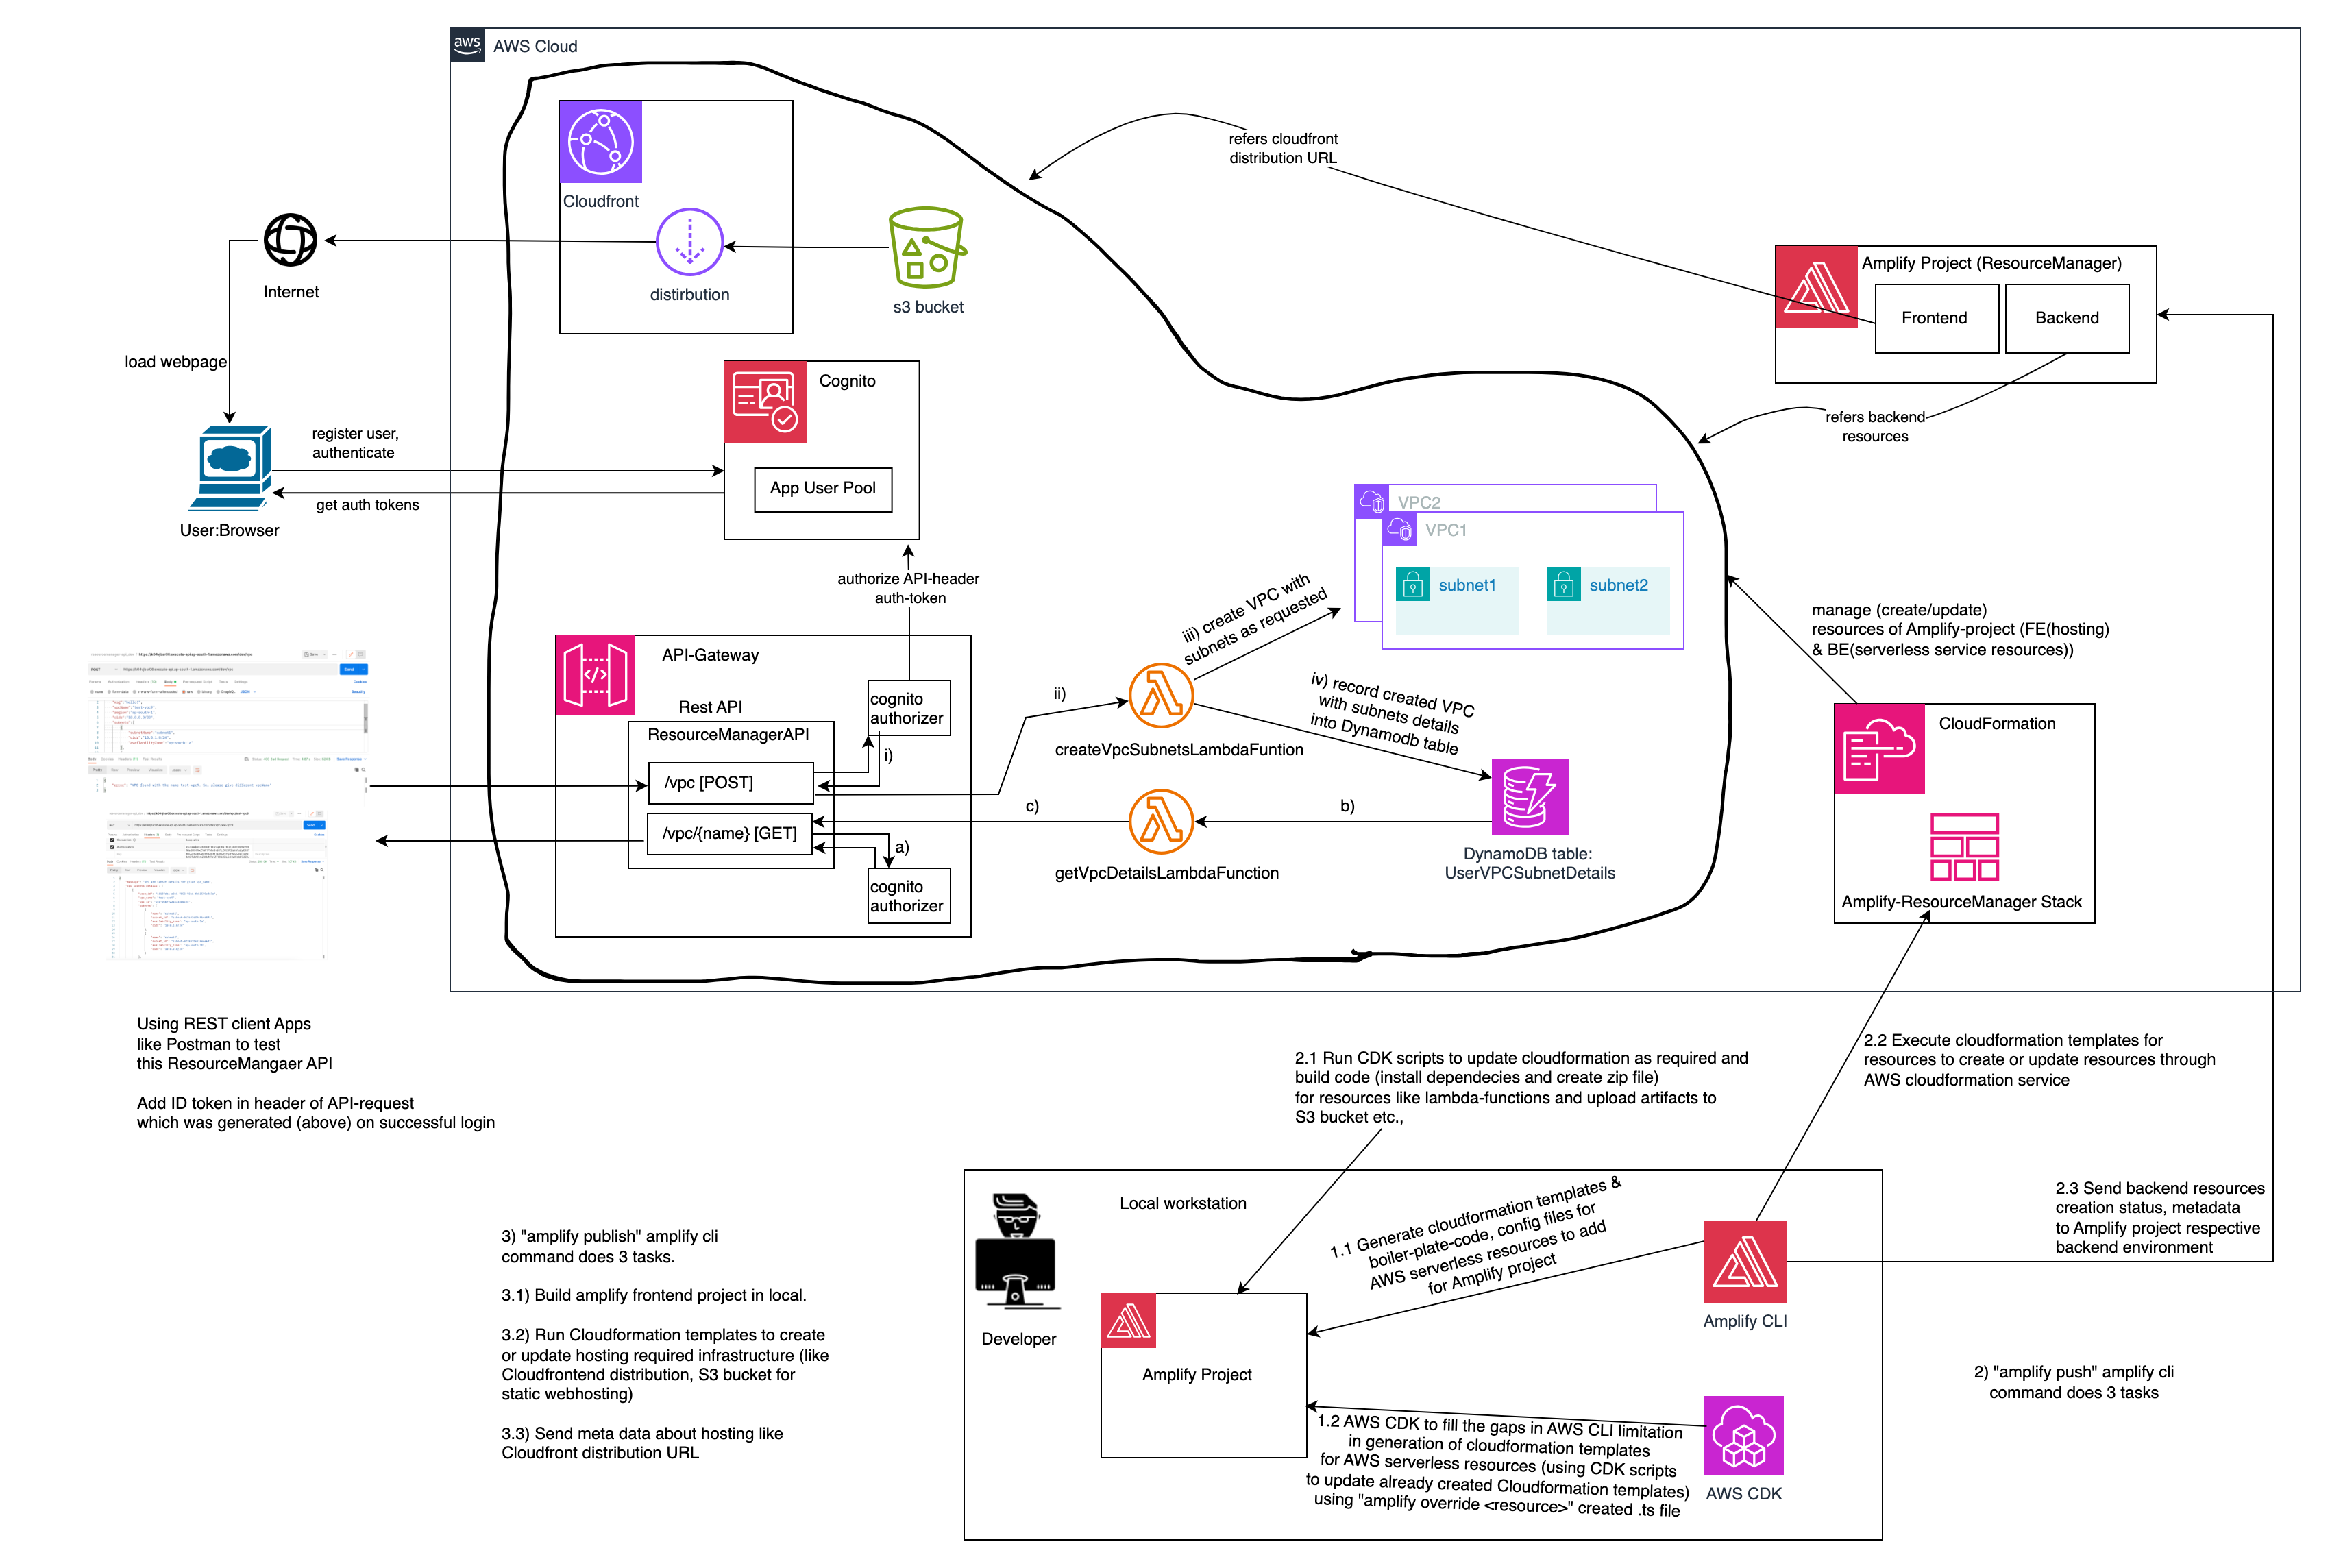 aws
AWS Cloud
Cloudfront
distirbution
s3 bucket
Internet
load webpage
User:Browser
register user,
authenticate
get auth tokens
Cognito
App User Pool
authorize API-header
auth-token
refers cloudfront
distribution URL
Amplify Project (ResourceManager)
Frontend
Backend
refers backend
resources
VPC2
VPC1
subnet1
subnet2
API-Gateway
Rest API
ResourceManagerAPI
/vpc [POST]
/vpc/{name} [GET]
cognito
authorizer
i)
a)
cognito
authorizer
ii)
iii) create VPC with
subnets as requested
createVpcSubnetsLambdaFuntion
iv) record created VPC
with subnets details
into Dynamodb table
c)
b)
getVpcDetailsLambdaFunction
DynamoDB table:
UserVPCSubnetDetails
manage (create/update)
resources of Amplify-project (FE(hosting)
& BE(serverless service resources))
CloudFormation
Amplify-ResourceManager Stack
Using REST client Apps
like Postman to test
this ResourceMangaer API
Add ID token in header of API-request
which was generated (above) on successful login
2.1 Run CDK scripts to update cloudformation as required and
build code (install dependecies and create zip file)
for resources like lambda-functions and upload artifacts to
S3 bucket etc.,
2.2 Execute cloudformation templates for
resources to create or update resources through
AWS cloudformation service
2.3 Send backend resources
creation status, metadata
to Amplify project respective
backend environment
3) "amplify publish" amplify cli
command does 3 tasks.
3.1) Build amplify frontend project in local.
3.2) Run Cloudformation templates to create
or update hosting required infrastructure (like
Cloudfrontend distribution, S3 bucket for
static webhosting)
3.3) Send meta data about hosting like
Cloudfront distribution URL
Local workstation
Developer
Amplify Project
1.1 Generate cloudformation templates &
boiler-plate-code, config files for
AWS serverless resources to add
for Amplify project
Amplify CLI
1.2 AWS CDK to fill the gaps in AWS CLI limitation
in generation of cloudformation templates
for AWS serverless resources (using CDK scripts
to update already created Cloudformation templates)
using "amplify override <resource>" created .ts file
AWS CDK
2) "amplify push" amplify cli
command does 3 tasks